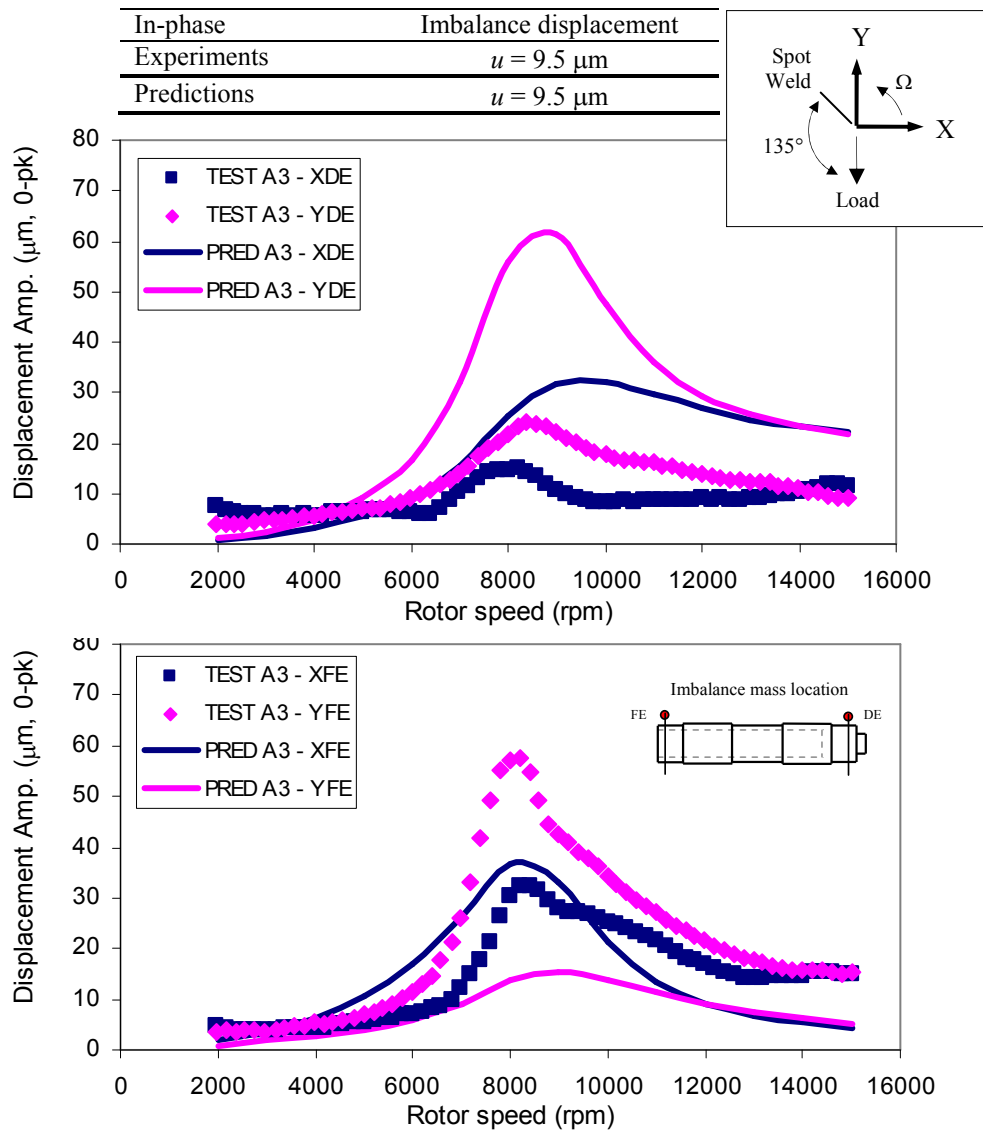 In-phase Imbalance displacement
Experiments u = 9.5 μm
Predictions u = 9.5 μm
Y
Spot
Weld
Ω
X
135°
Load
80
70
60
50
40
30
20
10
0
Displacement Amp. (μm, 0-pk)
TEST A3 - XDE
TEST A3 - YDE
PRED A3 - XDE
PRED A3 - YDE
0 2000 4000 6000 8000 10000 12000 14000 16000
Rotor speed (rpm)
80
70
60
50
40
30
20
10
0
Displacement Amp. (μm, 0-pk)
TEST A3 - XFE
TEST A3 - YFE
PRED A3 - XFE
PRED A3 - YFE
Imbalance mass location
FE DE
0 2000 4000 6000 8000 10000 12000 14000 16000
Rotor speed (rpm)